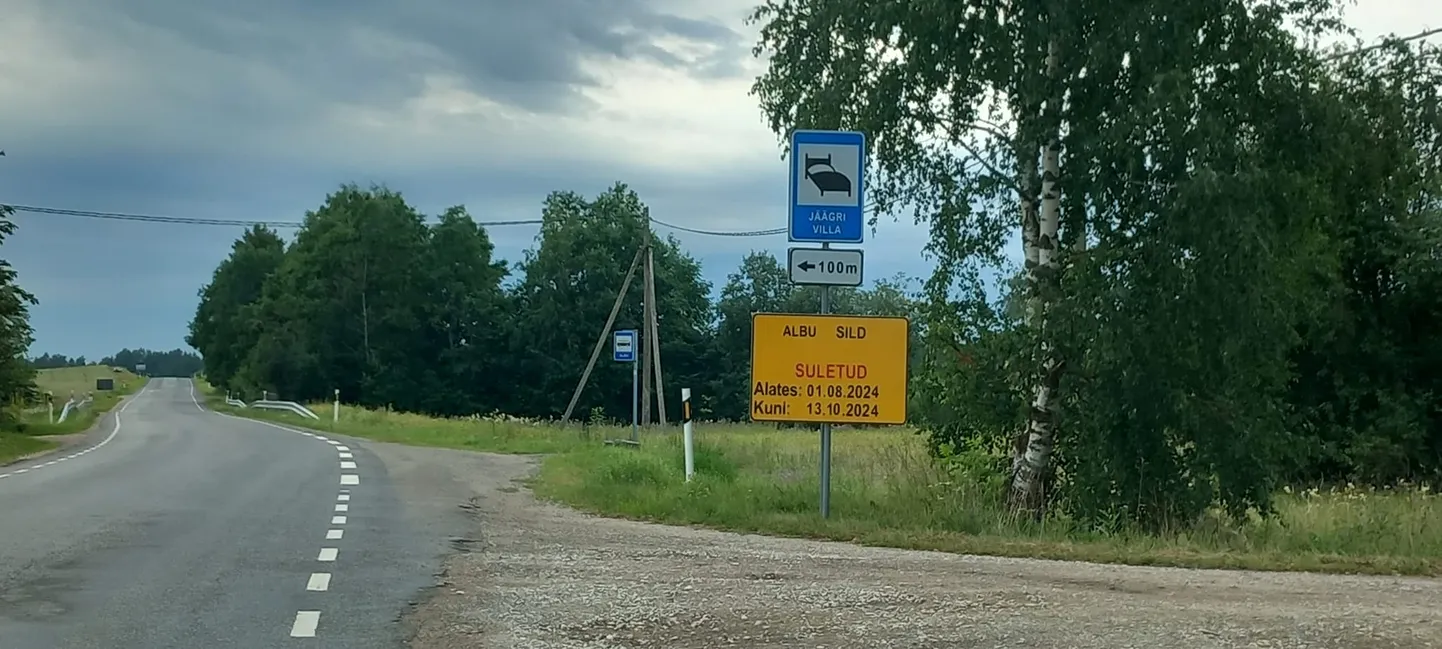 JÄÄGRI
VILLA
100m
ALBU SILD
SULETUD
Alates: 01.08.2024
Kuni: 13.10.2024